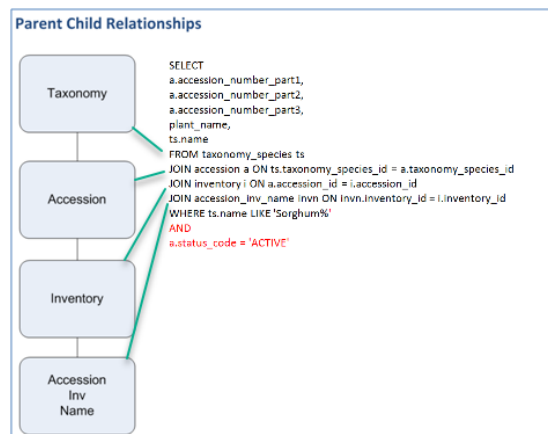 Parent Child Relationships
Taxonomy
Accession
Inventory
Accession
Inv
Name
SELECT
a.accession_number_part1,
a.accession_number_part2,
a.accession_number_part3,
plant_name,
ts.name
FROM taxonomy_species ts
JOIN accession a ON ts.taxonomy_species_id = a.taxonomy_species_id
JOIN inventory i ON a.accession_id = i.accession_id
JOIN accession_inv_name invn ON invn.inventory_id = i.inventory_id
WHERE ts.name LIKE 'Sorghum%'
AND
a.status_code = 'ACTIVE'